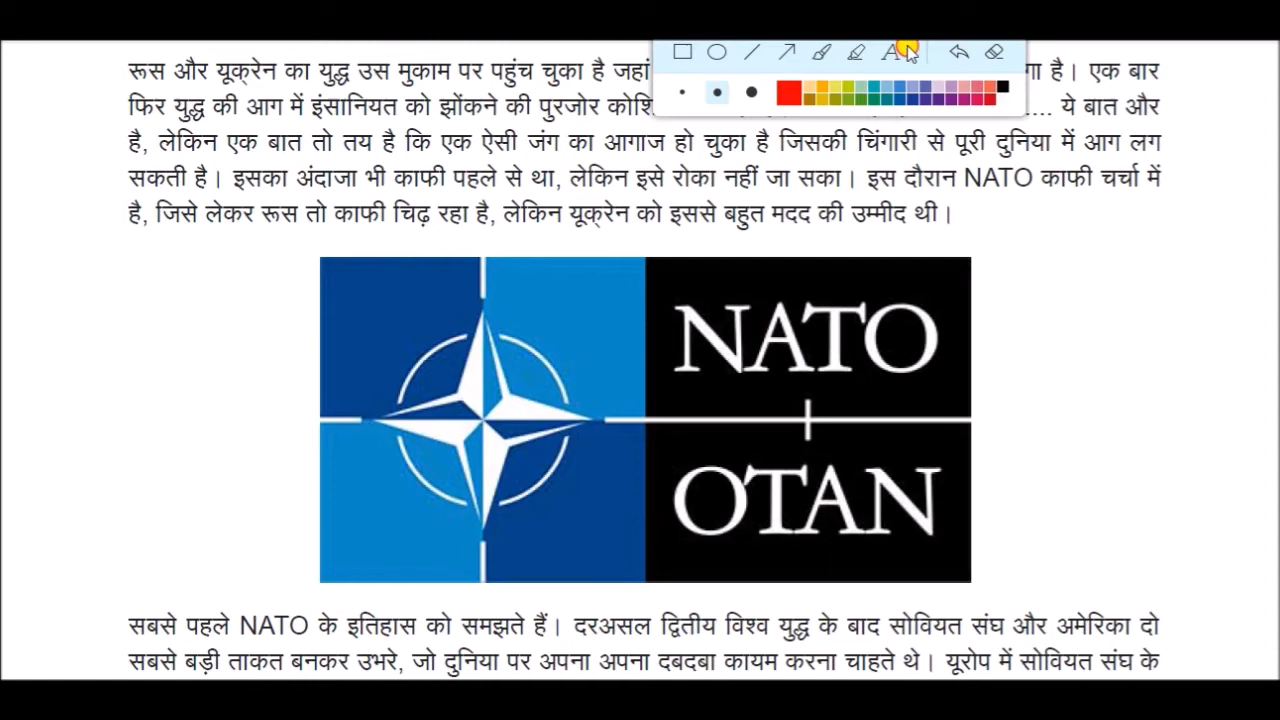 रूस और यूक्रेन का युद्ध उस मुकाम पर पहुंच चुका है जहां है। एक बार
फिर युद्ध की आग में इंसानियत को झोंकने की पुरजोर ... ये बात और
है, लेकिन एक बात तो तय है कि एक ऐसी जंग का आगाज हो चुका है जिसकी चिंगारी से पूरी दुनिया में आग लग
सकती है। इसका अंदाजा भी काफी पहले से था, लेकिन इसे रोका नहीं जा सका। इस दौरान NATO काफी चर्चा में
है, जिसे लेकर रूस तो काफी चिढ़ रहा है, लेकिन यूक्रेन को इससे बहुत मदद की उम्मीद थी।
NATO
OTAN
सबसे पहले NATO के इतिहास को समझते हैं। दरअसल द्वितीय विश्व युद्ध के बाद सोवियत संघ और अमेरिका दो
सबसे बड़ी ताकत बनकर उभरे, जो दुनिया पर अपना अपना दबदबा कायम करना चाहते थे। यूरोप में सोवियत संघ के